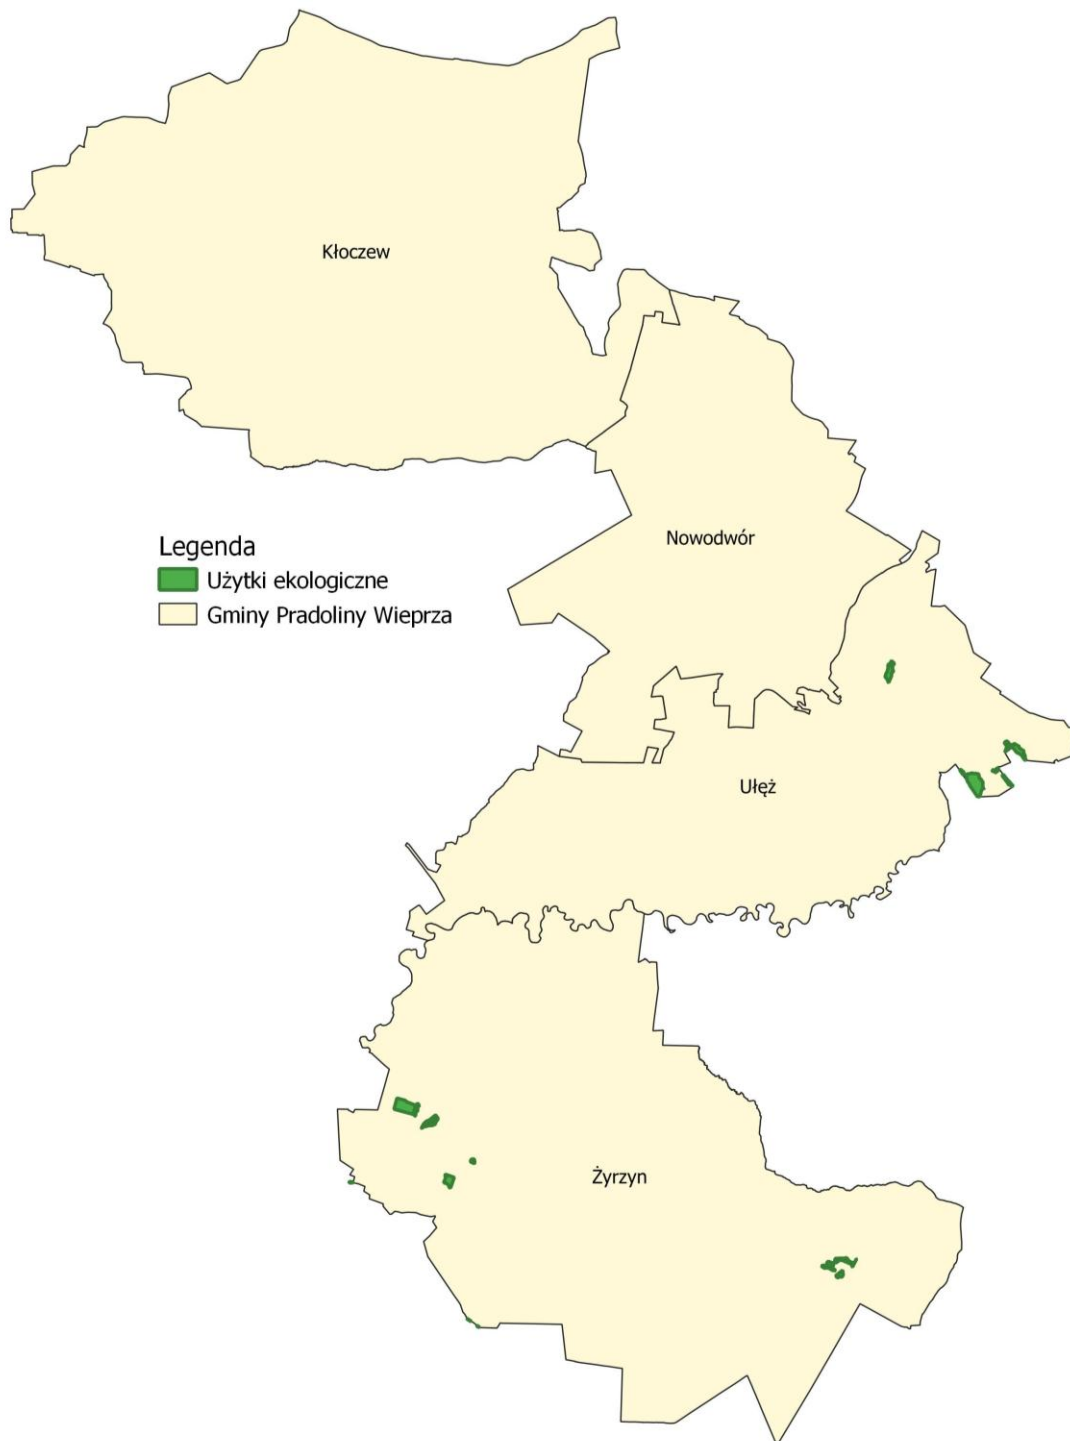 Kłoczew
Nowodwór
Legenda
Użytki ekologiczne
Gminy Pradoliny Wieprza
Ułęż
Żyrzyn